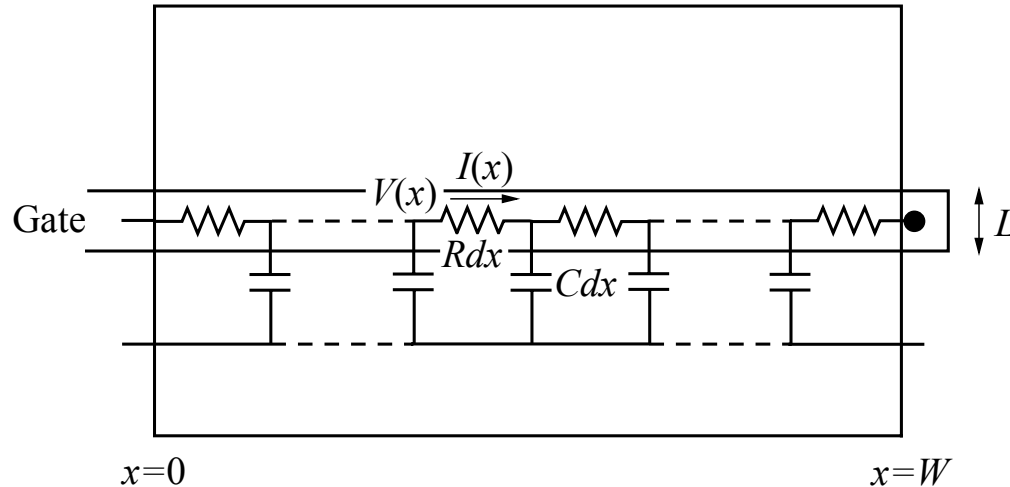 I(x)
V(x)
Gate
L
Rdx
Cdx
x=0
x=W